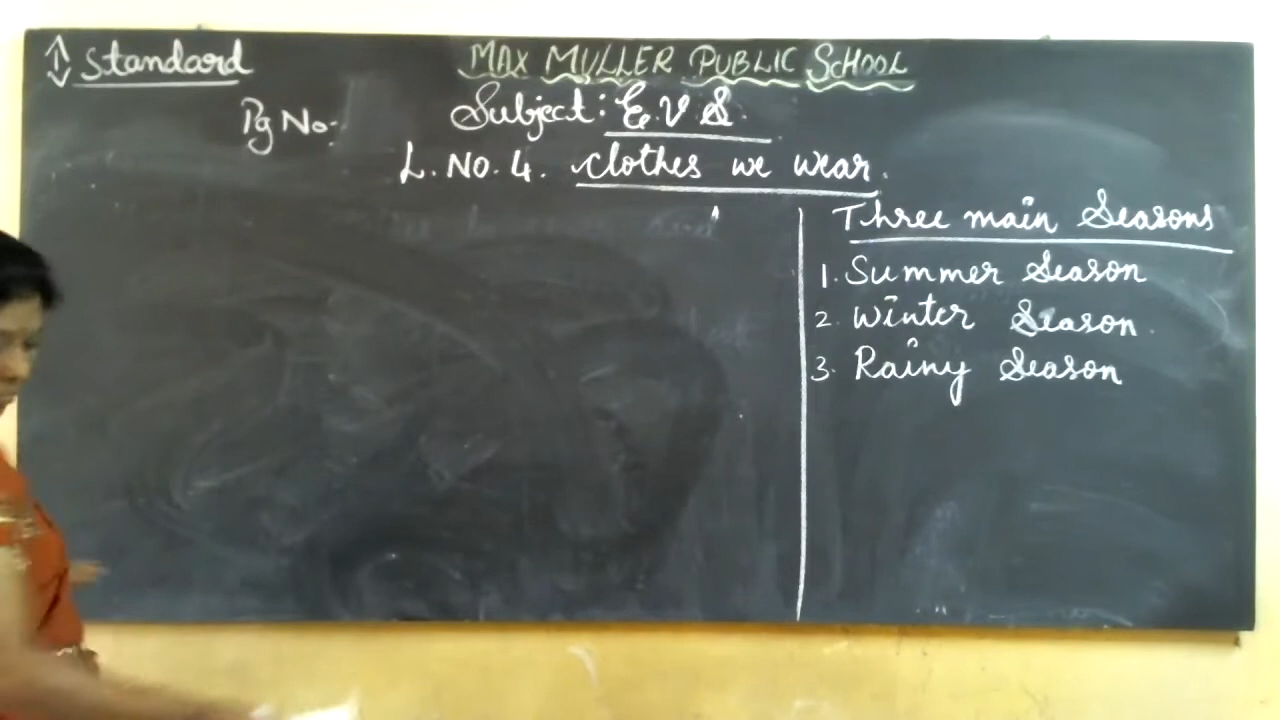 Standard
MAX MULLER PUBLIC SCHOOL
Pg No:-
Subject: E.V.S.
L. NO. 4. clothes we wear.
Three main Seasons
1. Summer Season
2. Winter Season.
3. Rainy Season